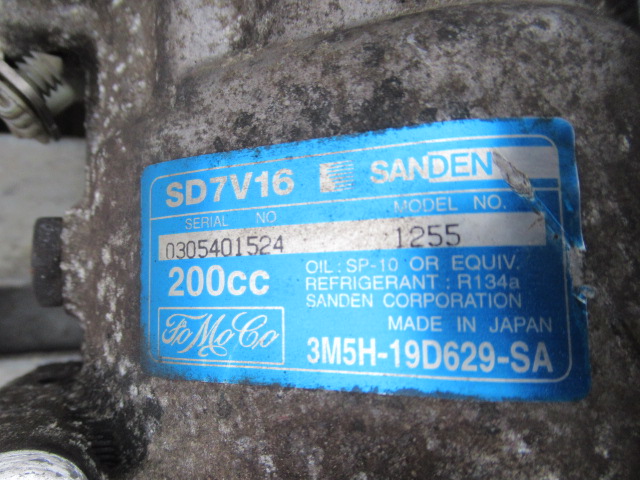 SD7V16 SANDEN
SERIAL NO MODEL NO.
0305401524 1255
200cc
OIL : SP-10 OR EQUIV.
REFRIGERANT : R134a
SANDEN CORPORATION
MADE IN JAPAN
FoMoCo
3M5H-19D629-SA